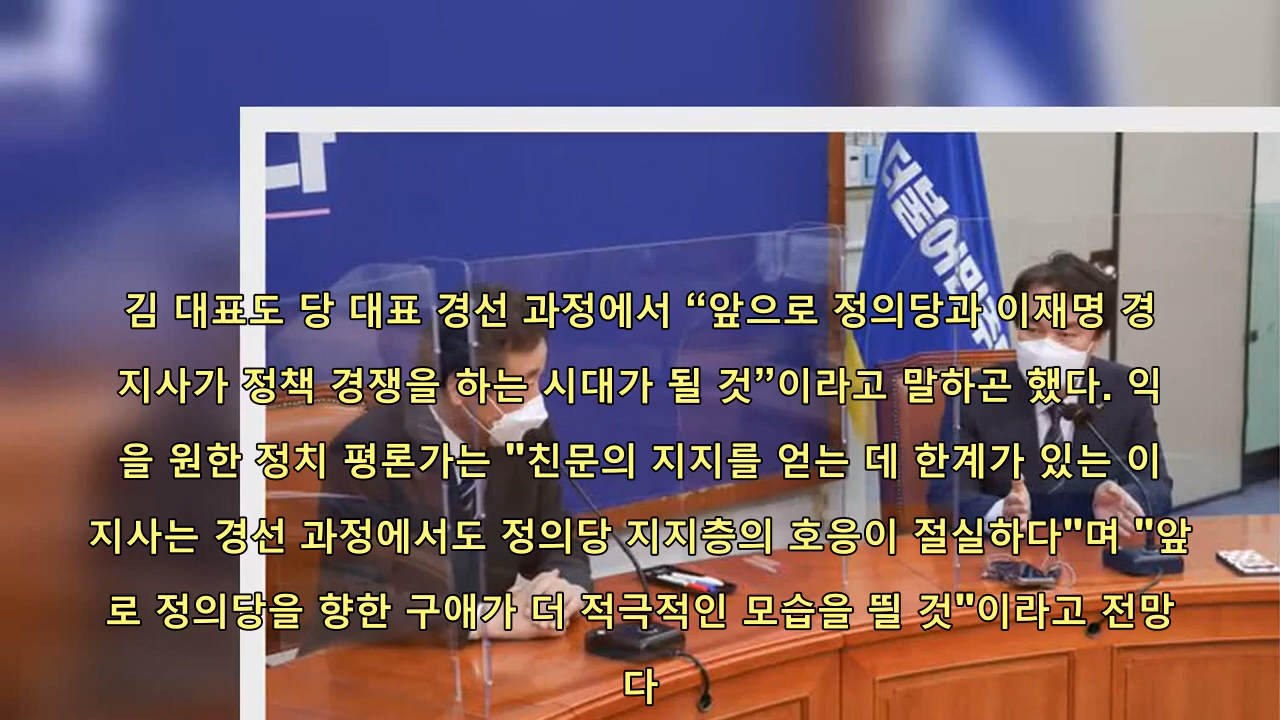 더불어민주
김 대표도 당 대표 경선 과정에서 “앞으로 정의당과 이재명 경
지사가 정책 경쟁을 하는 시대가 될 것”이라고 말하곤 했다. 익
을 원한 정치 평론가는 "친문의 지지를 얻는 데 한계가 있는 이
지사는 경선 과정에서도 정의당 지지층의 호응이 절실하다"며 "앞
로 정의당을 향한 구애가 더 적극적인 모습을 띌 것"이라고 전망
다